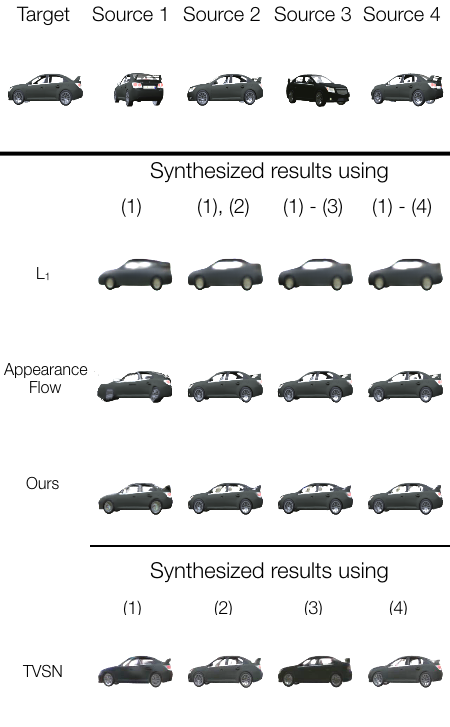 Target Source 1 Source 2 Source 3 Source 4
Synthesized results using
(1) (1), (2) (1) - (3) (1) - (4)
L₁
Appearance
Flow
Ours
Synthesized results using
(1) (2) (3) (4)
TVSN